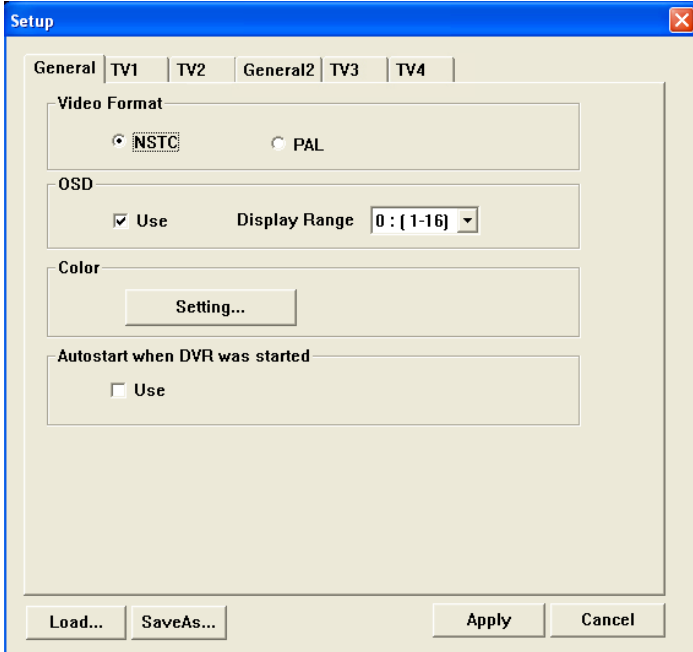 Setup
General TV1 TV2 General2 TV3 TV4
Video Format
NSTC PAL
OSD
Use Display Range 0 : ( 1-16)
Color
Setting...
Autostart when DVR was started
Use
Load... SaveAs... Apply Cancel